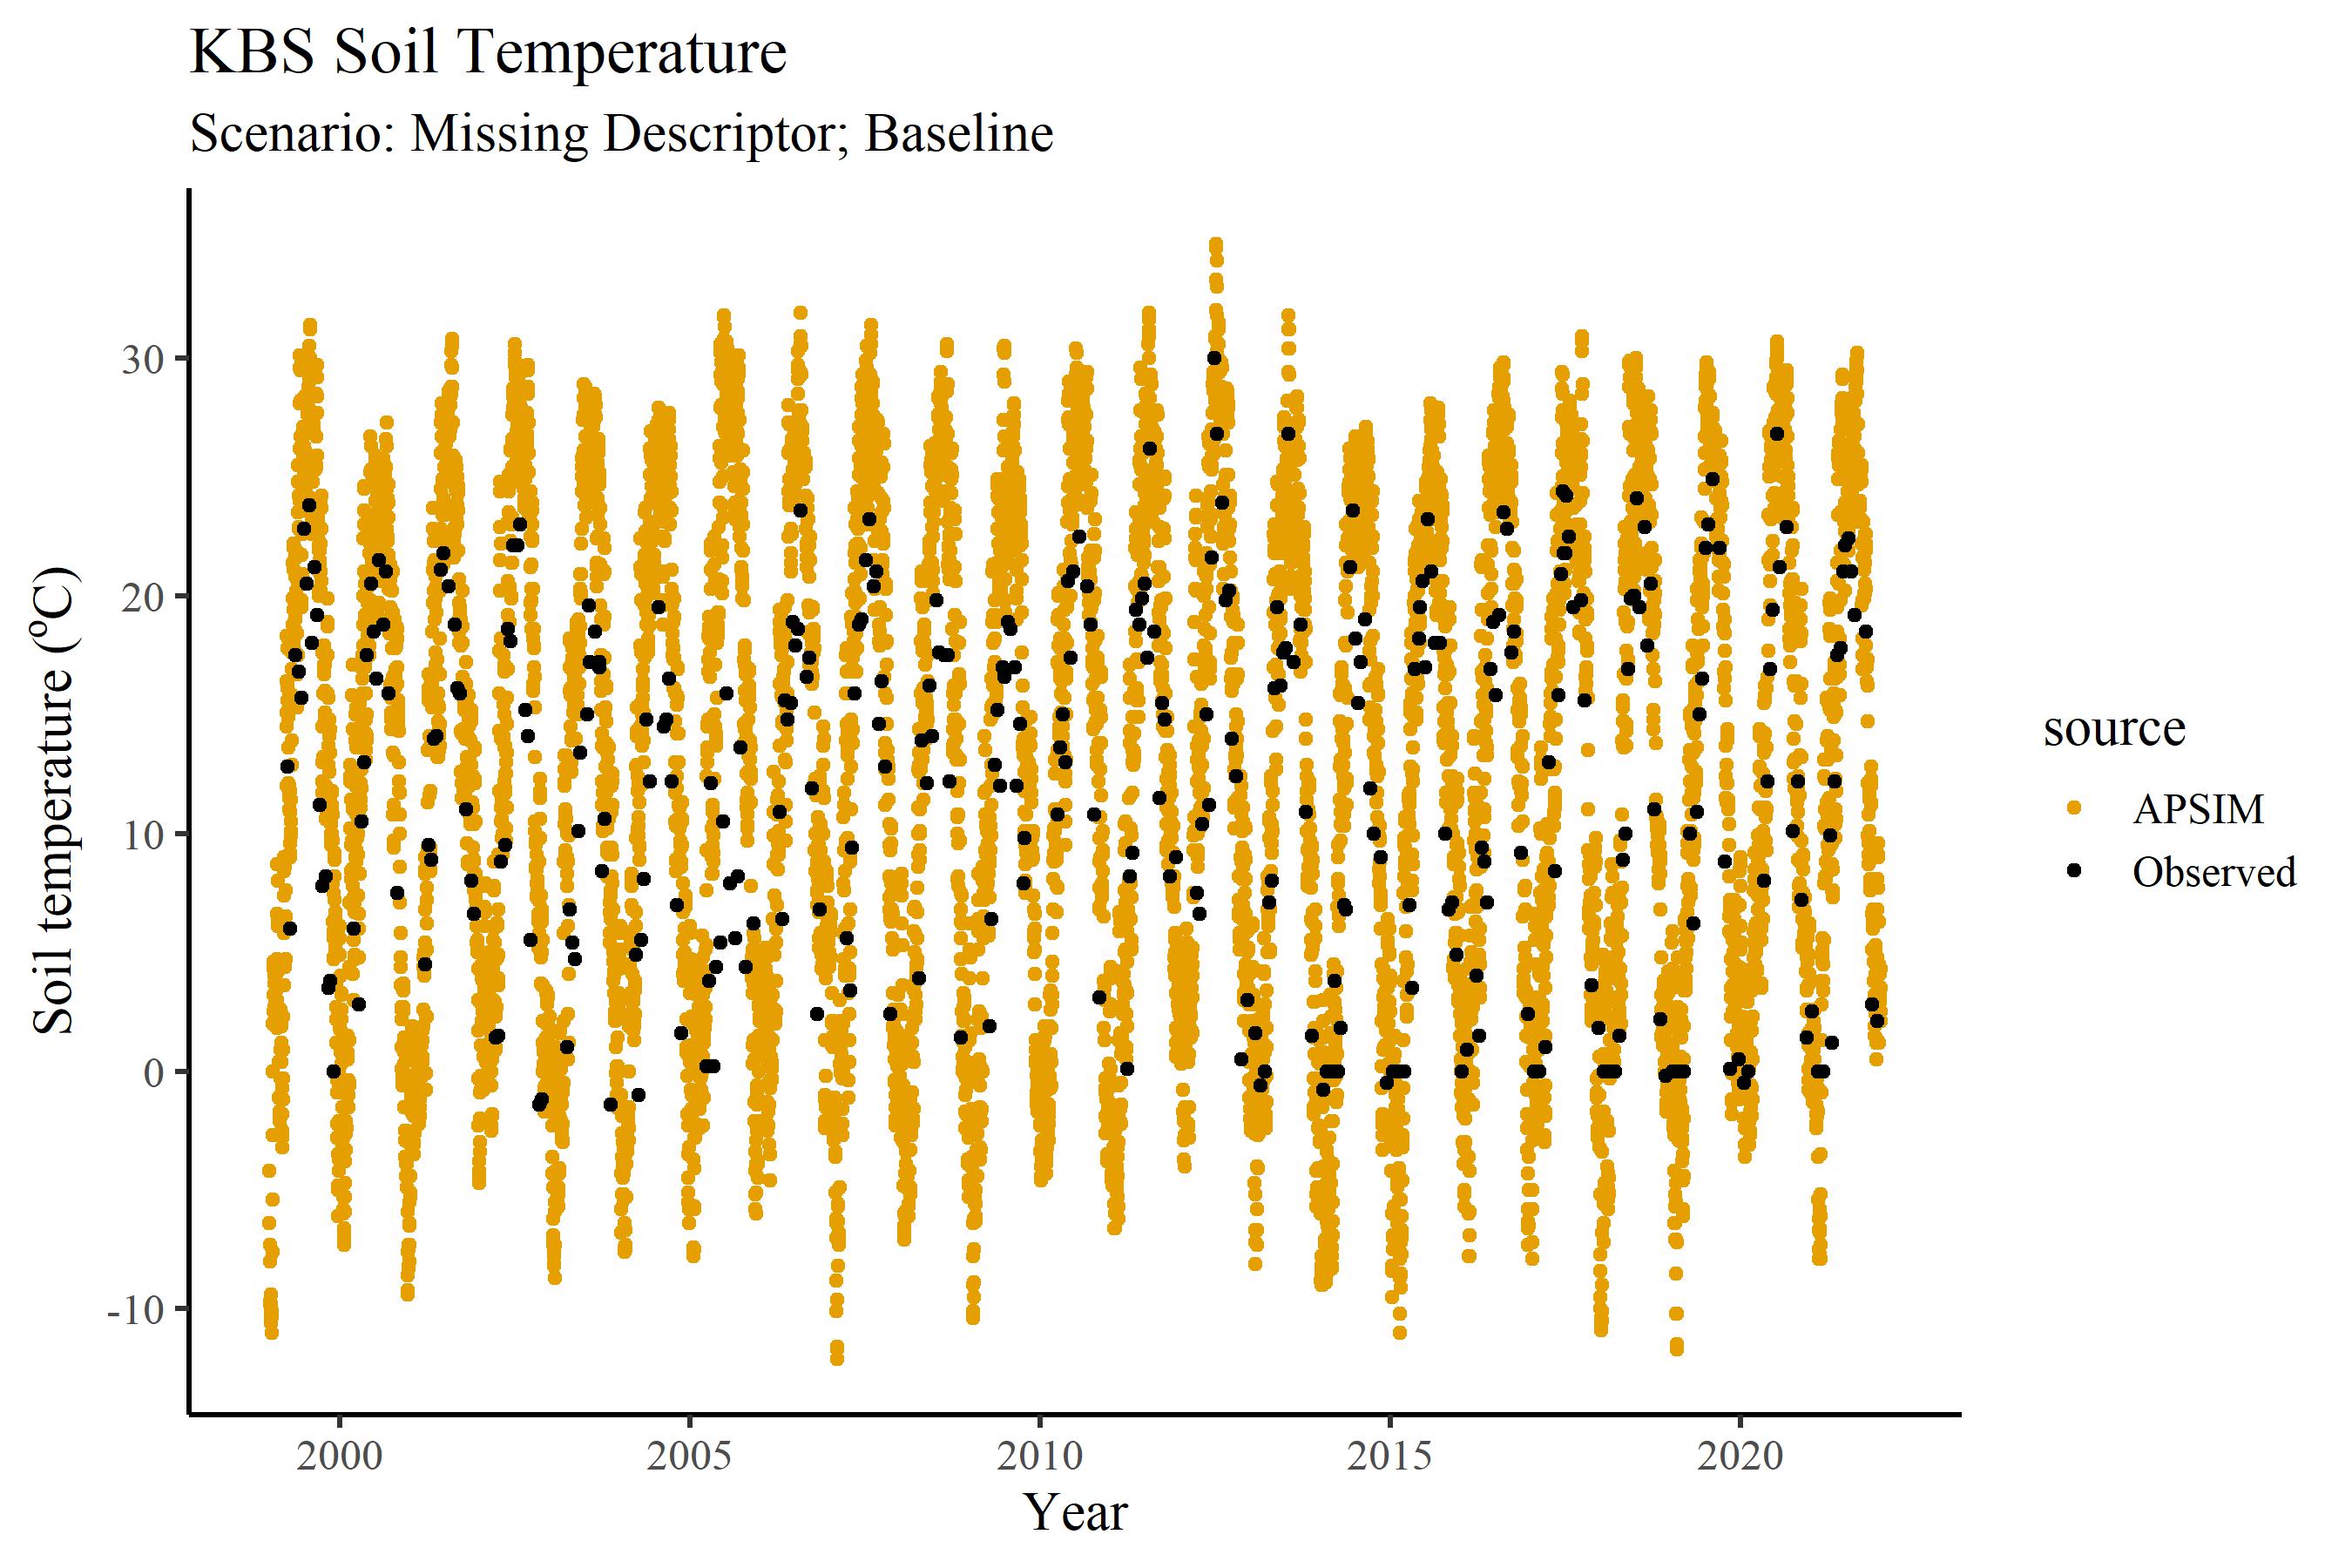 KBS Soil Temperature
Scenario: Missing Descriptor; Baseline
Soil temperature (ºC)
30
20
10
0
-10
2000 2005 2010 2015 2020
Year
source
APSIM
Observed